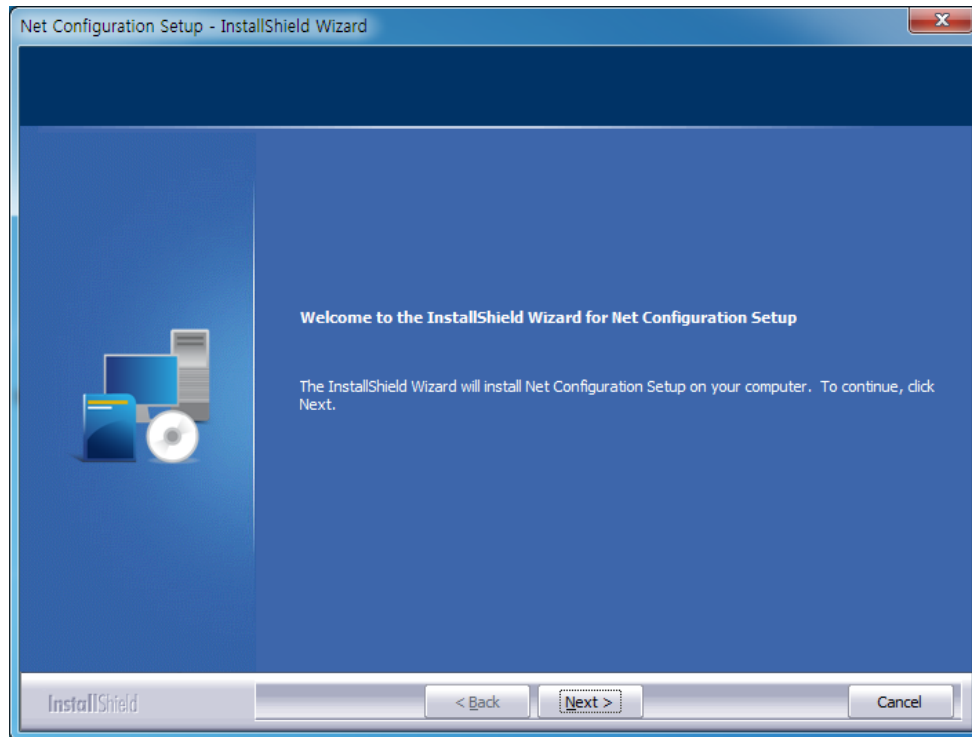 Net Configuration Setup - InstallShield Wizard
Welcome to the InstallShield Wizard for Net Configuration Setup
The InstallShield Wizard will install Net Configuration Setup on your computer. To continue, click
Next.
InstallShield
< Back
Next >
Cancel